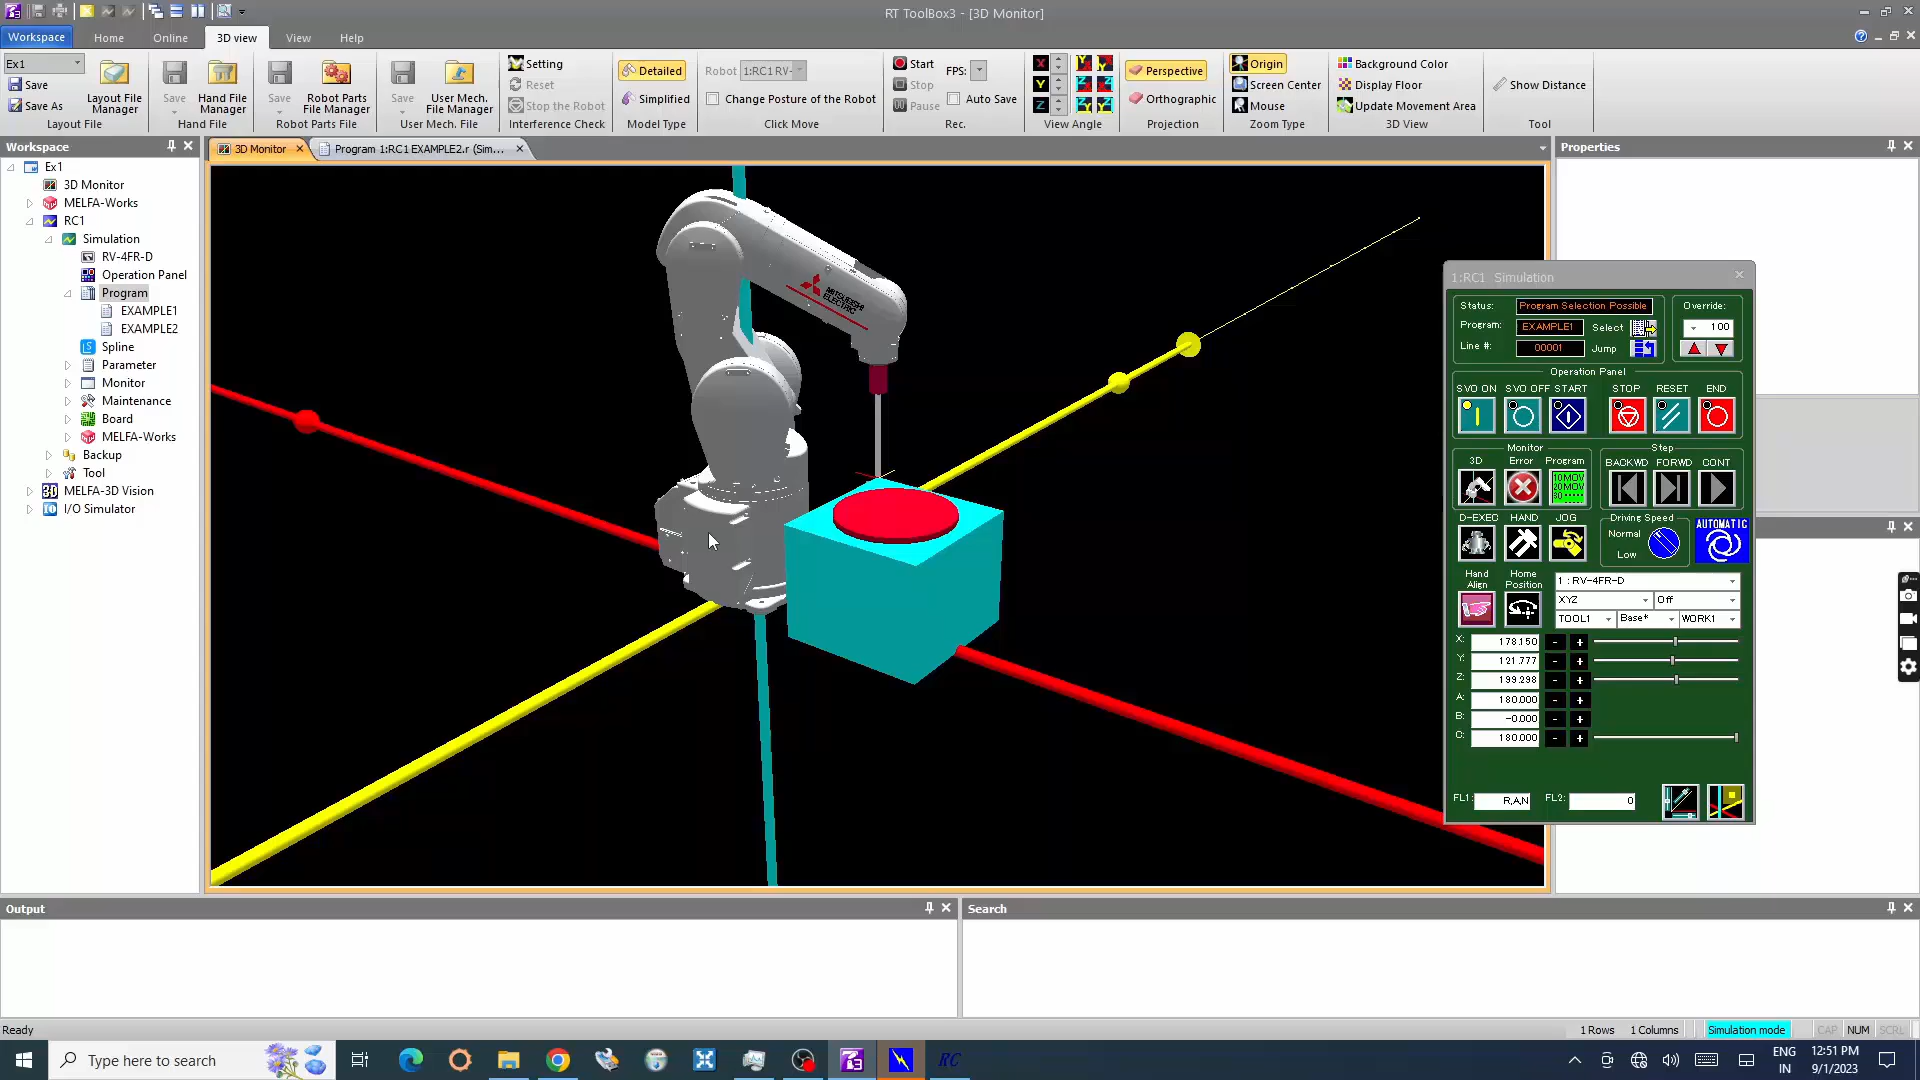 RT ToolBox3 - [3D Monitor]
Workspace Home Online 3D view View Help
Ex1
Save
Save As
Layout File Manager
Layout File
Save
Hand File Manager
Hand File
Save
Robot Parts File Manager
Robot Parts File
Save
User Mech. File Manager
User Mech. File
Setting
Reset
Stop the Robot
Interference Check
Detailed
Simplified
Model Type
Robot 1:RC1 RV-
Change Posture of the Robot
Click Move
Start FPS:
Stop Auto Save
Pause
Rec.
X
Y
Z
View Angle
Perspective
Orthographic
Projection
Origin
Screen Center
Mouse
Zoom Type
Background Color
Display Floor
Update Movement Area
3D View
Show Distance
Tool
Workspace
3D Monitor Program 1:RC1 EXAMPLE2.r (Sim...
Properties
Ex1
3D Monitor
MELFA-Works
RC1
Simulation
RV-4FR-D
Operation Panel
Program
EXAMPLE1
EXAMPLE2
Spline
Parameter
Monitor
Maintenance
Board
MELFA-Works
Backup
Tool
MELFA-3D Vision
I/O Simulator
MITSUBISHI
ELECTRIC
1:RC1 Simulation
Status: Program Selection Possible Override:
Program: EXAMPLE1 Select 100
Line #: 00001 Jump
Operation Panel
SVO ON SVO OFF START STOP RESET END
Monitor Step
3D Error Program BACKWD FORWD CONT
10MOV
20MOV
D-EXEC HAND JOG Driving Speed AUTOMATIC
Normal
Low
Hand Align Home Position 1 : RV-4FR-D
XYZ Off
TOOL1 Base* WORK1
X: 178.150 - +
Y: 121.777 - +
Z: 199.298 - +
A: 180.000 - +
B: -0.000 - +
C: 180.000 - +
FL1: R,A,N FL2: 0
Output
Search
Ready 1 Rows 1 Columns Simulation mode CAP NUM SCRL
Type here to search
RC
ENG
IN
12:51 PM
9/1/2023